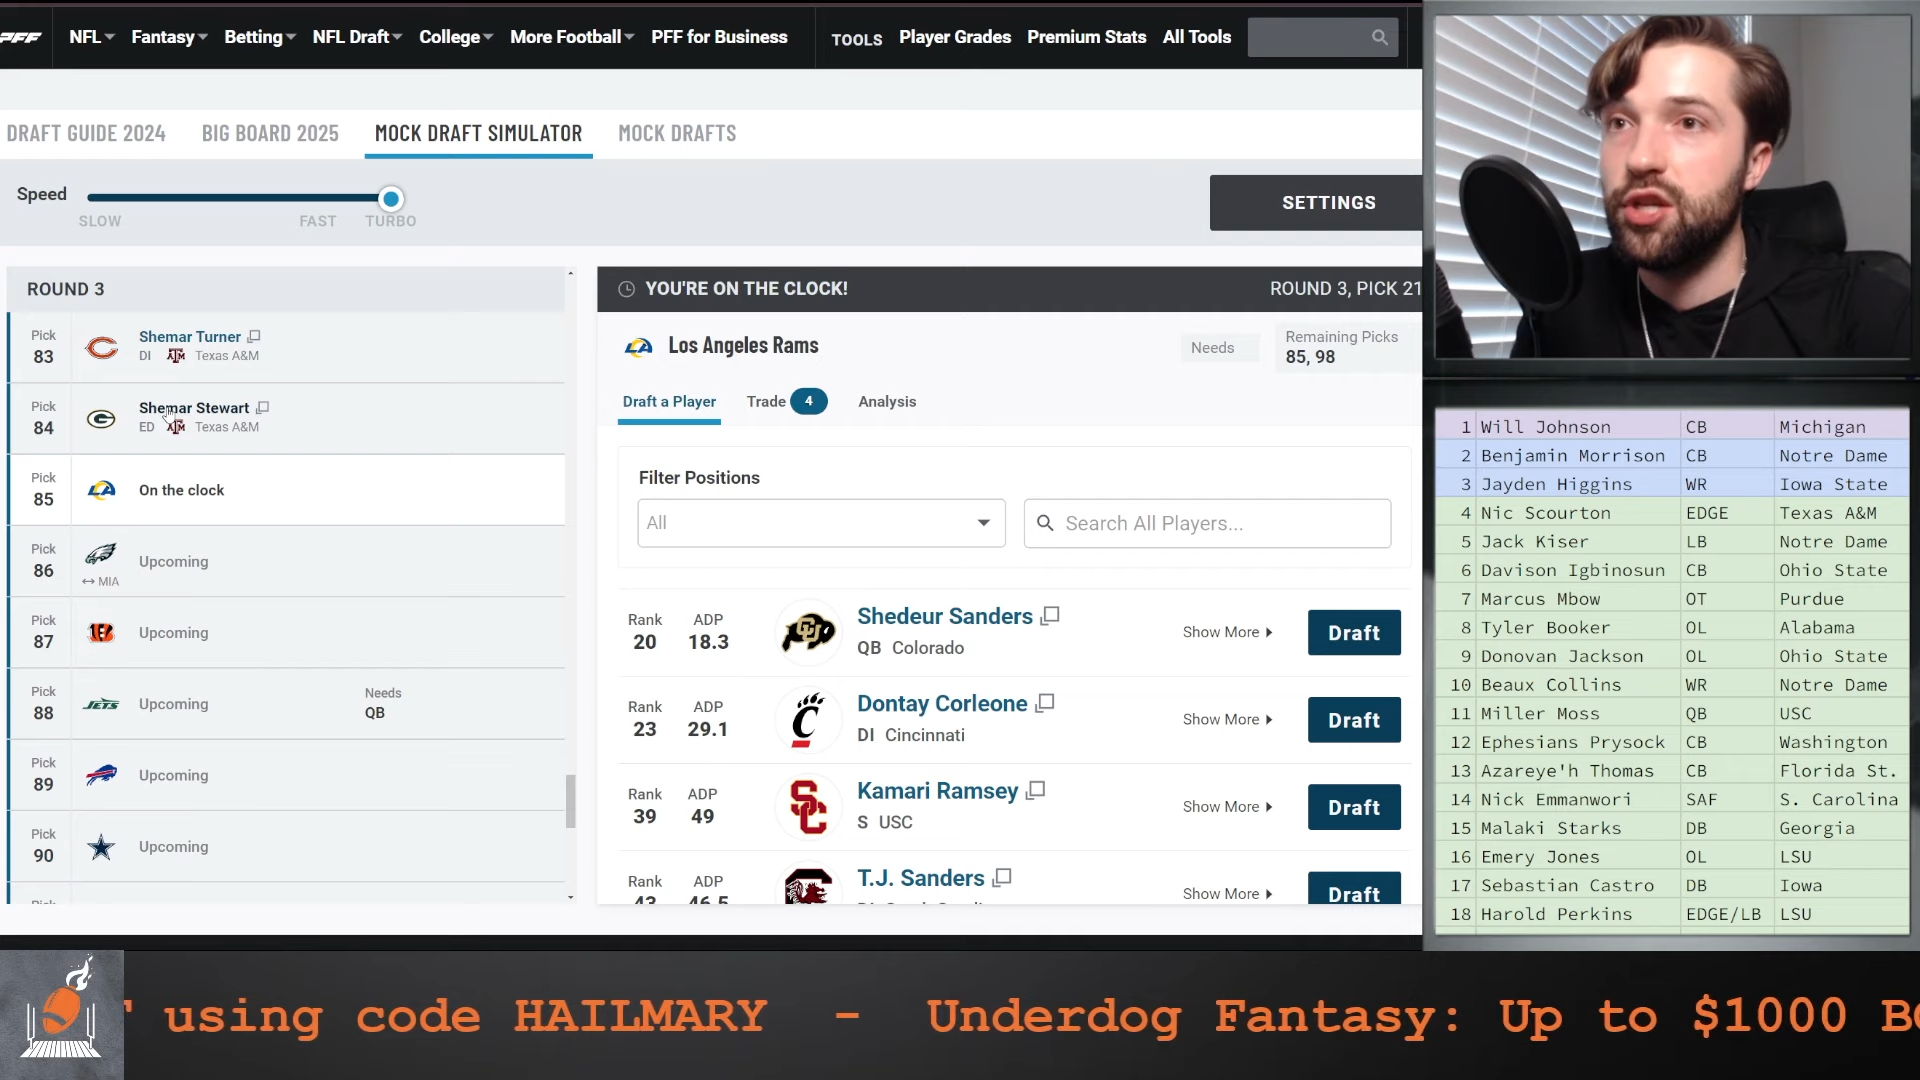 PFF NFL Fantasy Betting NFL Draft College More Football PFF for Business TOOLS Player Grades Premium Stats All Tools
DRAFT GUIDE 2024 BIG BOARD 2025 MOCK DRAFT SIMULATOR MOCK DRAFTS
Speed
SLOW FAST TURBO
SETTINGS
ROUND 3
Pick 83 Shemar Turner
DI ATM Texas A&M
Pick 84 Shemar Stewart
ED ATM Texas A&M
Pick 85 LA On the clock
Pick 86 Upcoming
↔ MIA
Pick 87 Upcoming
Pick 88 JETS Upcoming Needs
QB
Pick 89 Upcoming
Pick 90 Upcoming
YOU'RE ON THE CLOCK! ROUND 3, PICK 21
LA Los Angeles Rams Needs Remaining Picks
85, 98
Draft a Player Trade 4 Analysis
Filter Positions
All Search All Players...
Rank 20 ADP 18.3 CU Shedeur Sanders Show More Draft
QB Colorado
Rank 23 ADP 29.1 C Dontay Corleone Show More Draft
DI Cincinnati
Rank 39 ADP 49 SC Kamari Ramsey Show More Draft
S USC
Rank 43 ADP 46.5 T.J. Sanders Show More Draft
1 Will Johnson CB Michigan
2 Benjamin Morrison CB Notre Dame
3 Jayden Higgins WR Iowa State
4 Nic Scourton EDGE Texas A&M
5 Jack Kiser LB Notre Dame
6 Davison Igbinosun CB Ohio State
7 Marcus Mbow OT Purdue
8 Tyler Booker OL Alabama
9 Donovan Jackson OL Ohio State
10 Beaux Collins WR Notre Dame
11 Miller Moss QB USC
12 Ephesians Prysock CB Washington
13 Azareye'h Thomas CB Florida St.
14 Nick Emmanwori SAF S. Carolina
15 Malaki Starks DB Georgia
16 Emery Jones OL LSU
17 Sebastian Castro DB Iowa
18 Harold Perkins EDGE/LB LSU
using code HAILMARY - Underdog Fantasy: Up to $1000